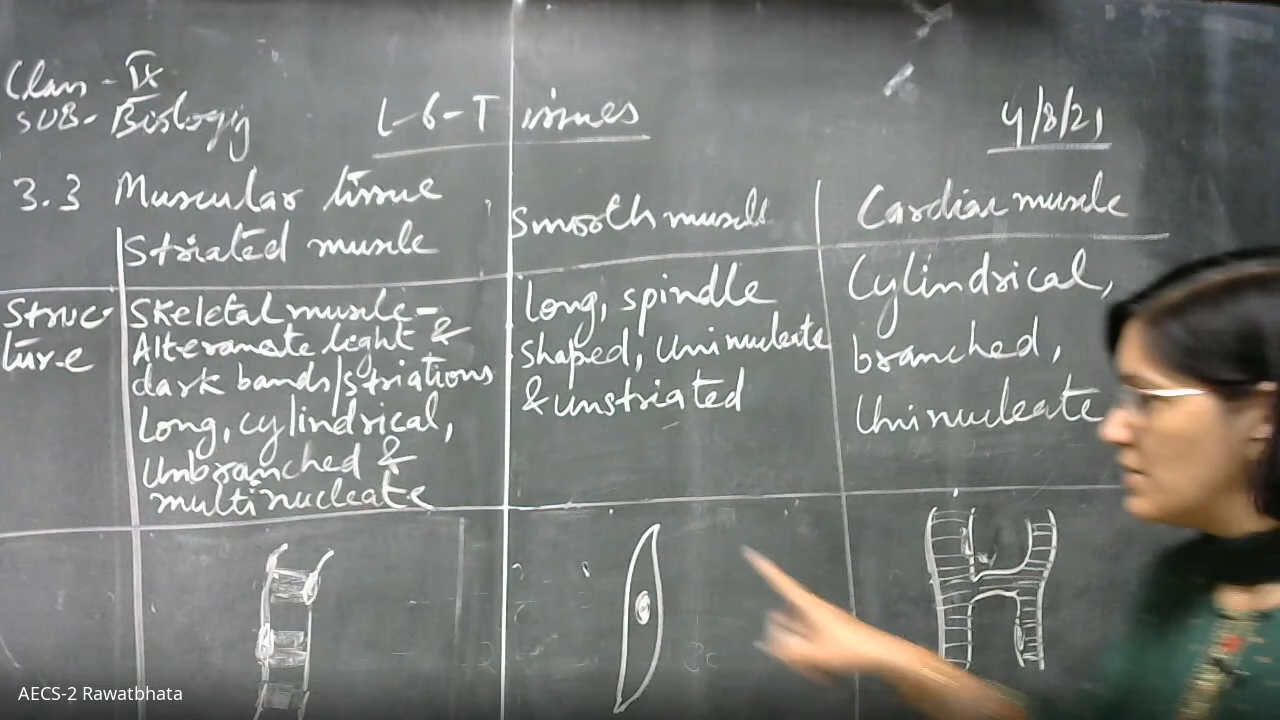 Class - IX
SUB- Biology
L-6-Tissues
4/8/21
3.3 Muscular tissue
Striated muscle
Smooth muscle
Cardiac muscle
Struc
ture
Skeletal muscle-
Alteranate light &
dark bands/striations
Long, cylindrical,
Unbranched &
multinucleate
Long, spindle
shaped, Uninucleate
& unstriated
Cylindrical,
branched,
Uninucleate
AECS-2 Rawatbhata